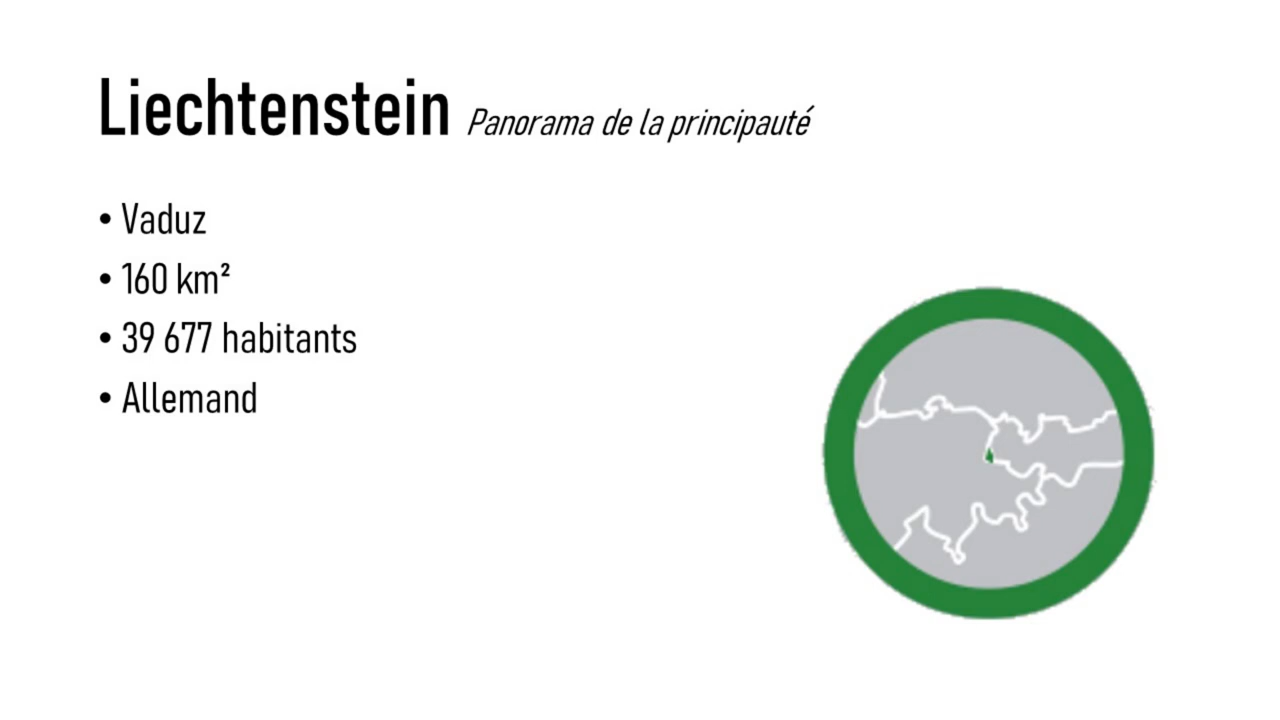 Liechtenstein Panorama de la principauté
• Vaduz
• 160 km²
• 39 677 habitants
• Allemand